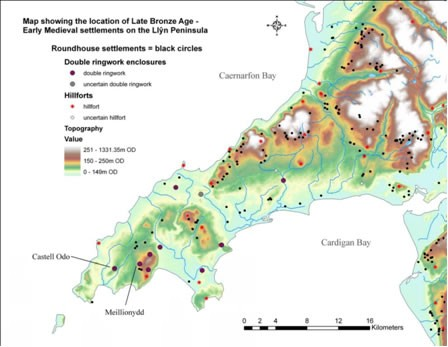 Map showing the location of Late Bronze Age -
Early Medieval settlements on the Llŷn Peninsula
Roundhouse settlements = black circles
Double ringwork enclosures
double ringwork
uncertain double ringwork
Hillforts
hillfort
uncertain hillfort
Topography
Value
251 - 1331.35m OD
150 - 250m OD
0 - 149m OD
Caernarfon Bay
Cardigan Bay
Castell Odo
Meillionydd
0 2 4 8 12 16
Kilometers